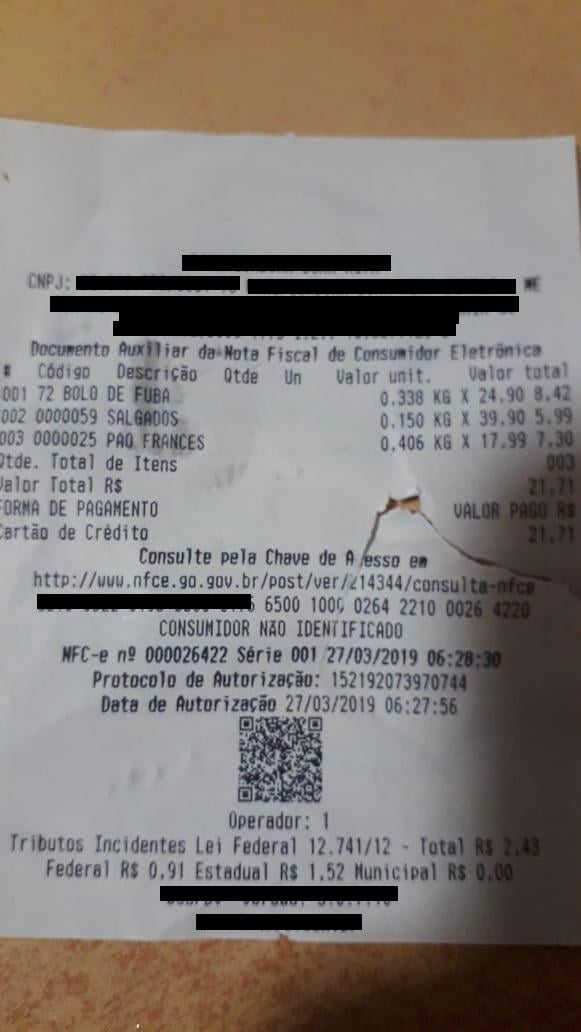 CNPJ: ME
Documento Auxiliar da Nota Fiscal de Consumidor Eletrônica
# Código Descrição Qtde Un Valor unit. Valor total
001 72 BOLO DE FUBA 0,338 KG X 24.90 8.42
002 0000059 SALGADOS 0,150 KG X 39,90 5.99
003 0000025 PAO FRANCES 0,406 KG X 17.99 7.30
Qtde. Total de Itens 003
Valor Total R$ 21,71
FORMA DE PAGAMENTO VALOR PAGO R$
Cartão de Crédito 21,71
Consulte pela Chave de A esso em
http://www.nfce.go.gov.br/post/ver/214344/consulta-nfce
6500 1000 0264 2210 0026 4220
CONSUMIDOR NÃO IDENTIFICADO
NFC-e nº 000026422 Série 001 27/03/2019 06:28:30
Protocolo de Autorização: 152192073970744
Data de Autorização 27/03/2019 06:27:56
Operador: 1
Tributos Incidentes Lei Federal 12.741/12 - Total R$ 2,43
Federal R$ 0,91 Estadual R$ 1,52 Municipal R$ 0,00